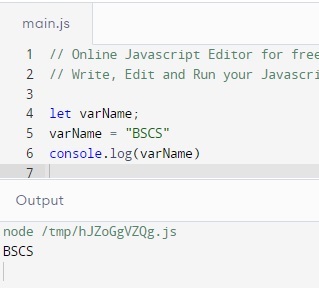 main.js
1 // Online Javascript Editor for free
2 // Write, Edit and Run your Javascri
3
4 let varName;
5 varName = "BSCS"
6 console.log(varName)
7
Output
node /tmp/hJZoGgVZQg.js
BSCS